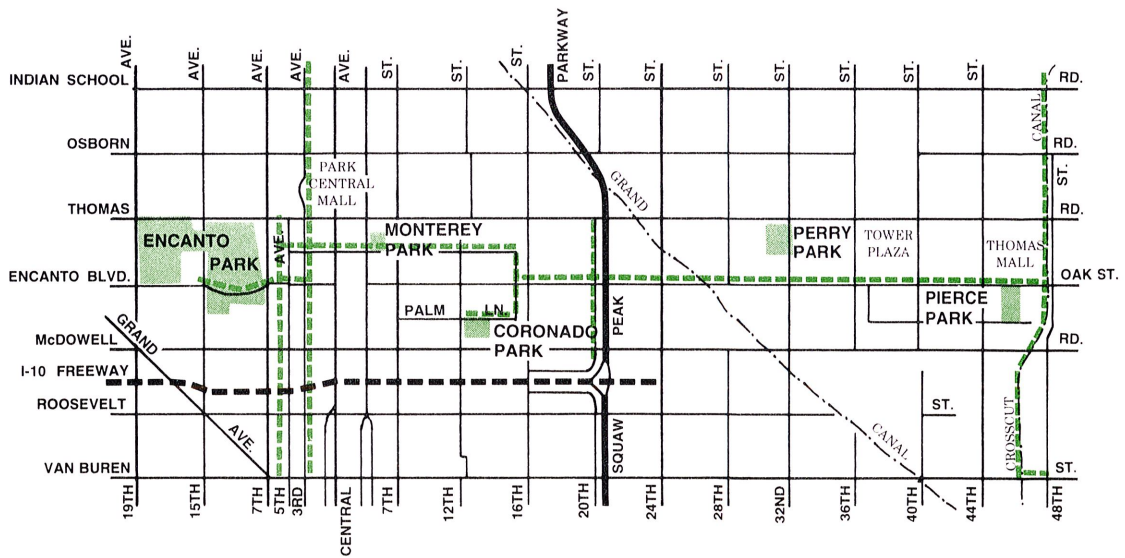 AVE.
AVE.
AVE.
AVE.
AVE.
ST.
ST.
ST.
PARKWAY
ST.
ST.
ST.
ST.
ST.
ST.
ST.
INDIAN SCHOOL
RD.
CANAL
OSBORN
RD.
PARK
CENTRAL
MALL
GRAND
ST.
THOMAS
RD.
ENCANTO
PARK
AVE.
MONTEREY
PARK
PERRY
PARK
TOWER
PLAZA
THOMAS
MALL
ENCANTO BLVD.
OAK ST.
PALM LN.
PEAK
PIERCE
PARK
GRAND
CORONADO
PARK
McDOWELL
RD.
I-10 FREEWAY
ROOSEVELT
ST.
AVE.
SQUAW
CANAL
CROSSCUT
VAN BUREN
ST.
19TH
15TH
7TH
5TH
3RD
CENTRAL
7TH
12TH
16TH
20TH
24TH
28TH
32ND
36TH
40TH
44TH
48TH